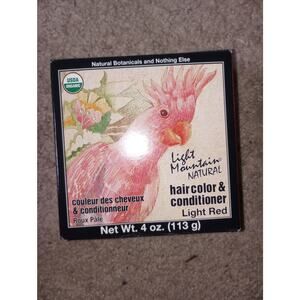 Natural Botanicals and Nothing Else
USDA
ORGANIC
Light
Mountain
NATURAL
hair color &
conditioner
Light Red
couleur des cheveux
& conditionneur
Roux Pâle
Net Wt. 4 oz. (113 g)